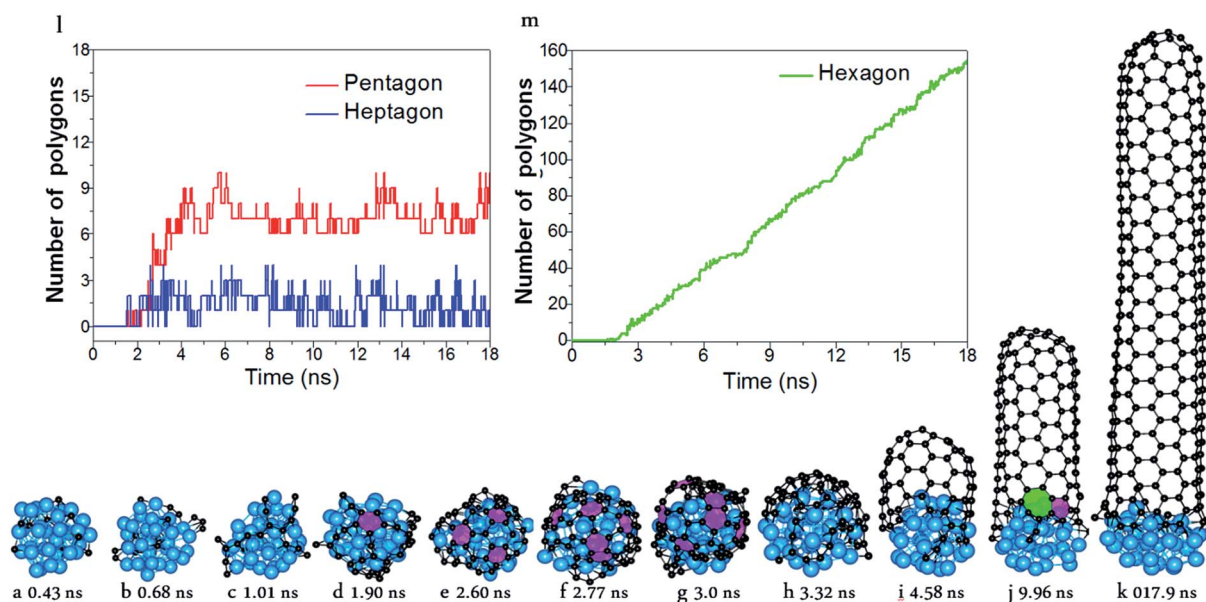 l
18
15
12
9
6
3
0
Number of polygons
Pentagon
Heptagon
0 2 4 6 8 10 12 14 16 18
Time (ns)
m
160
140
120
100
80
60
40
20
0
Number of polygons
Hexagon
0 3 6 9 12 15 18
Time (ns)
a 0.43 ns b 0.68 ns c 1.01 ns d 1.90 ns e 2.60 ns f 2.77 ns g 3.0 ns h 3.32 ns i 4.58 ns j 9.96 ns k 017.9 ns